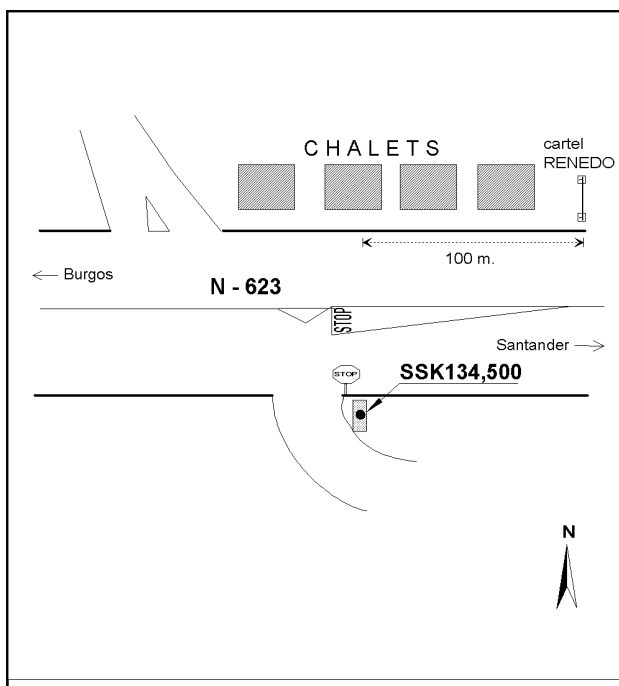 CHALETS
cartel
RENEDO
100 m.
Burgos
N - 623
STOP
Santander
STOP
SSK134,500
N